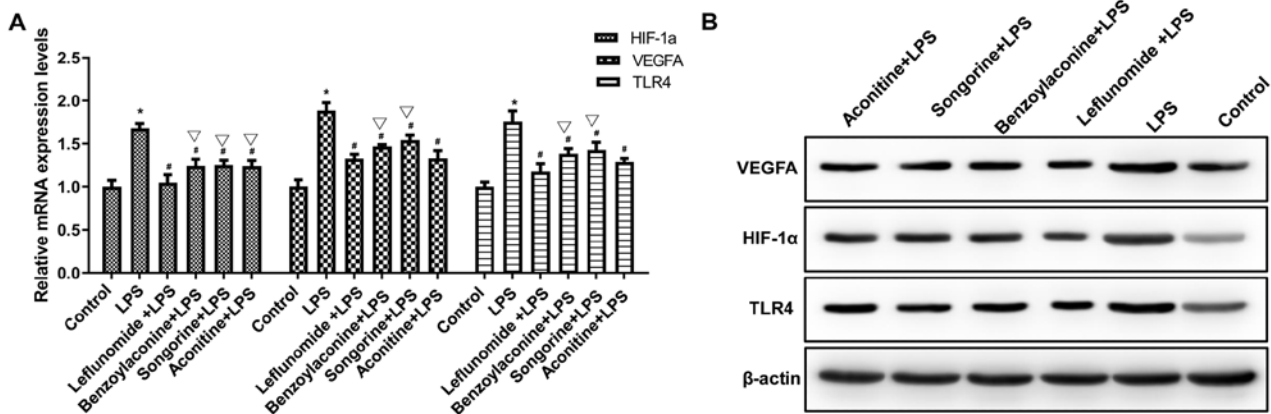 A
Relative mRNA expression levels
2.5
2.0
1.5
1.0
0.5
0.0
HIF-1a
VEGFA
TLR4
*
#
#
#
#
*
#
#
#
#
*
#
#
#
#
Control
LPS
Leflunomide +LPS
Benzoylaconine+LPS
Songorine+LPS
Aconitine+LPS
Control
LPS
Leflunomide +LPS
Benzoylaconine+LPS
Songorine+LPS
Aconitine+LPS
Control
LPS
Leflunomide +LPS
Benzoylaconine+LPS
Songorine+LPS
Aconitine+LPS
B
Aconitine+LPS
Songorine+LPS
Benzoylaconine+LPS
Leflunomide +LPS
LPS
Control
VEGFA
HIF-1α
TLR4
β-actin